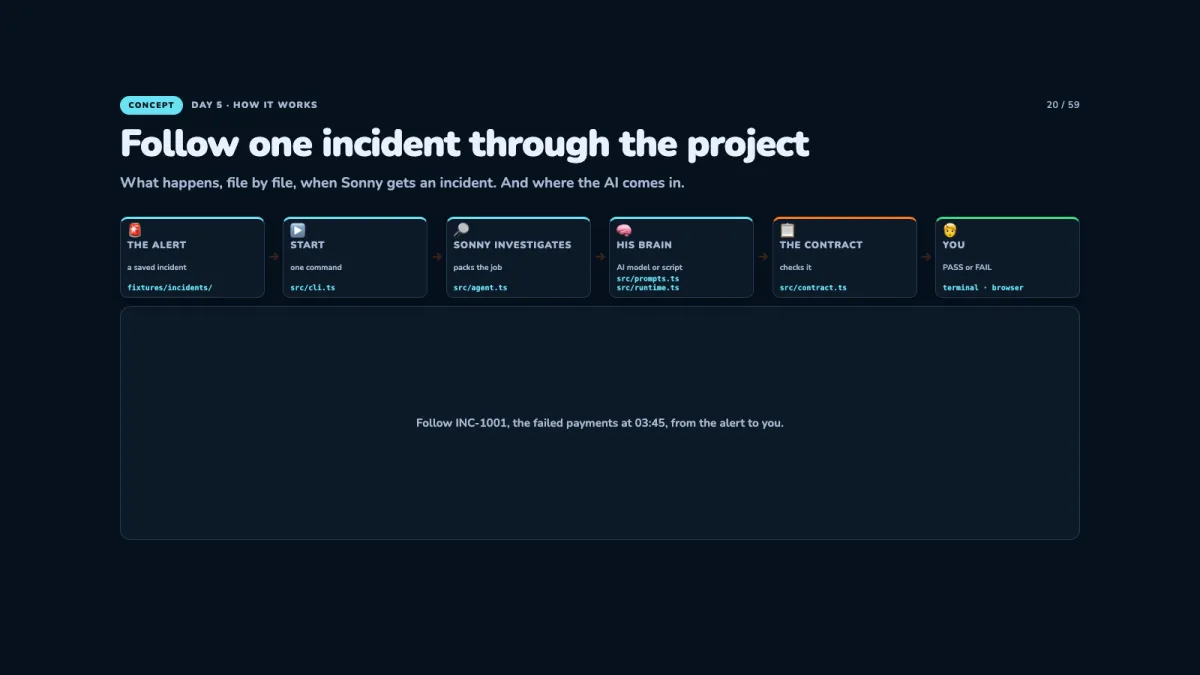 CONCEPT DAY 5 · HOW IT WORKS 20 / 59
Follow one incident through the project
What happens, file by file, when Sonny gets an incident. And where the AI comes in.
THE ALERT
a saved incident
fixtures/incidents/
START
one command
src/cli.ts
SONNY INVESTIGATES
packs the job
src/agent.ts
HIS BRAIN
AI model or script
src/prompts.ts
src/runtime.ts
THE CONTRACT
checks it
src/contract.ts
YOU
PASS or FAIL
terminal · browser
Follow INC-1001, the failed payments at 03:45, from the alert to you.